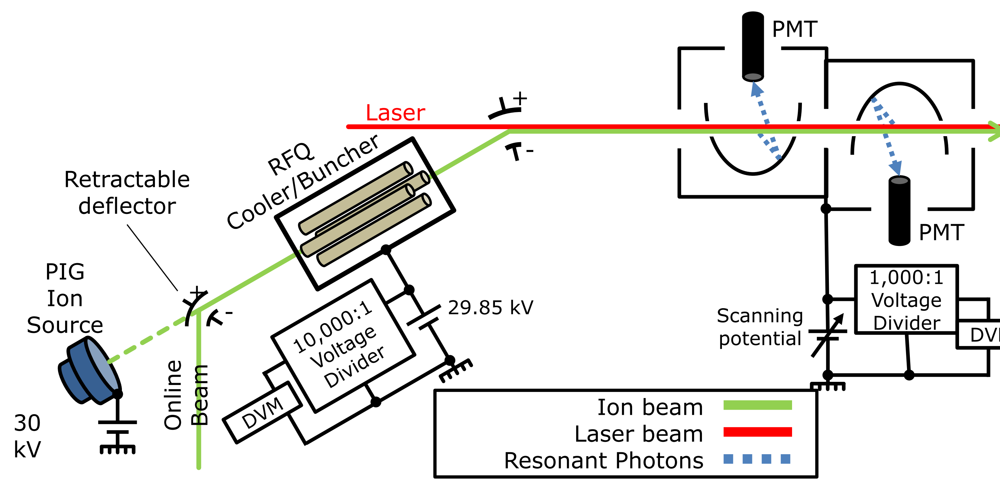 PMT
+
Laser
-
RFQ
Cooler/Buncher
Retractable
deflector
PMT
PIG
Ion
Source
+
-
29.85 kV
10,000:1
Voltage
Divider
1,000:1
Voltage
Divider
Scanning
potential
Online
Beam
DVM
30
kV
Ion beam
Laser beam
Resonant Photons